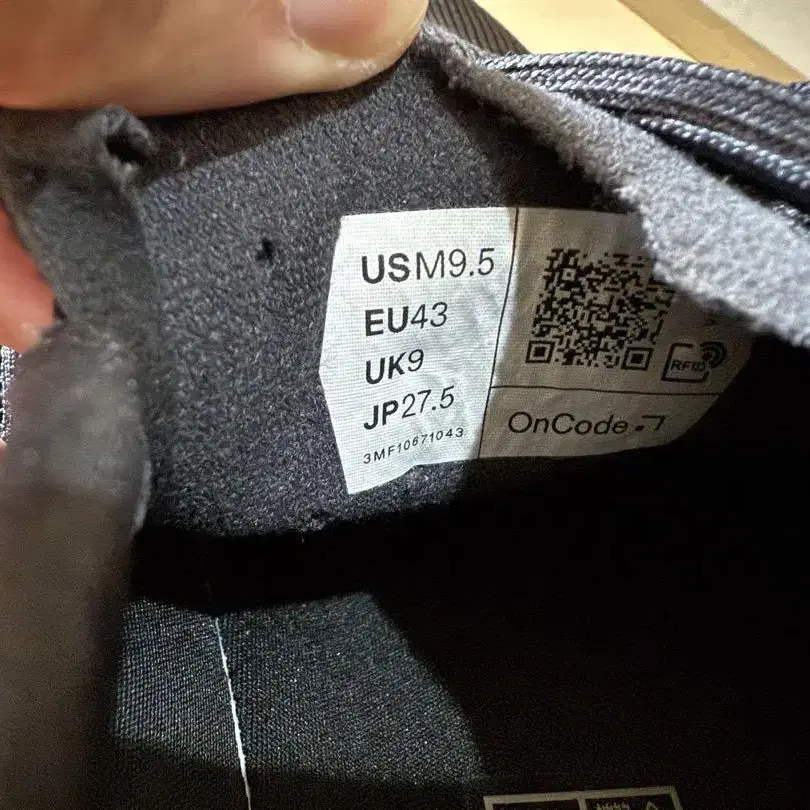 USM9.5
EU43
UK9
JP27.5
3MF10671043
RFID
OnCode